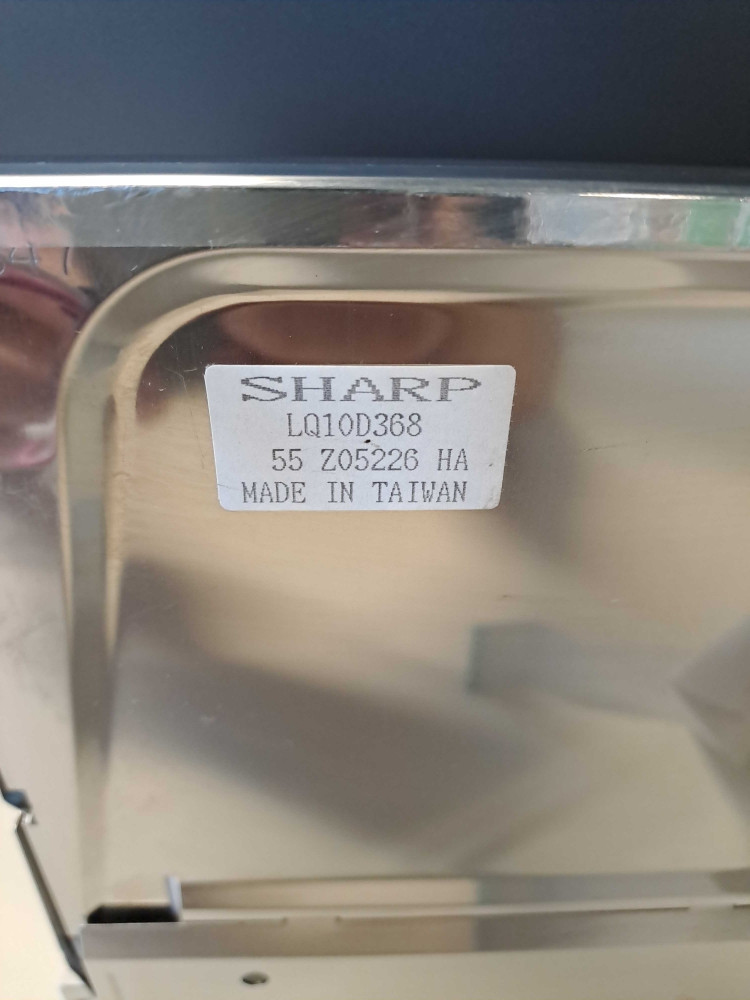 SHARP
LQ10D368
55 Z05226 HA
MADE IN TAIWAN